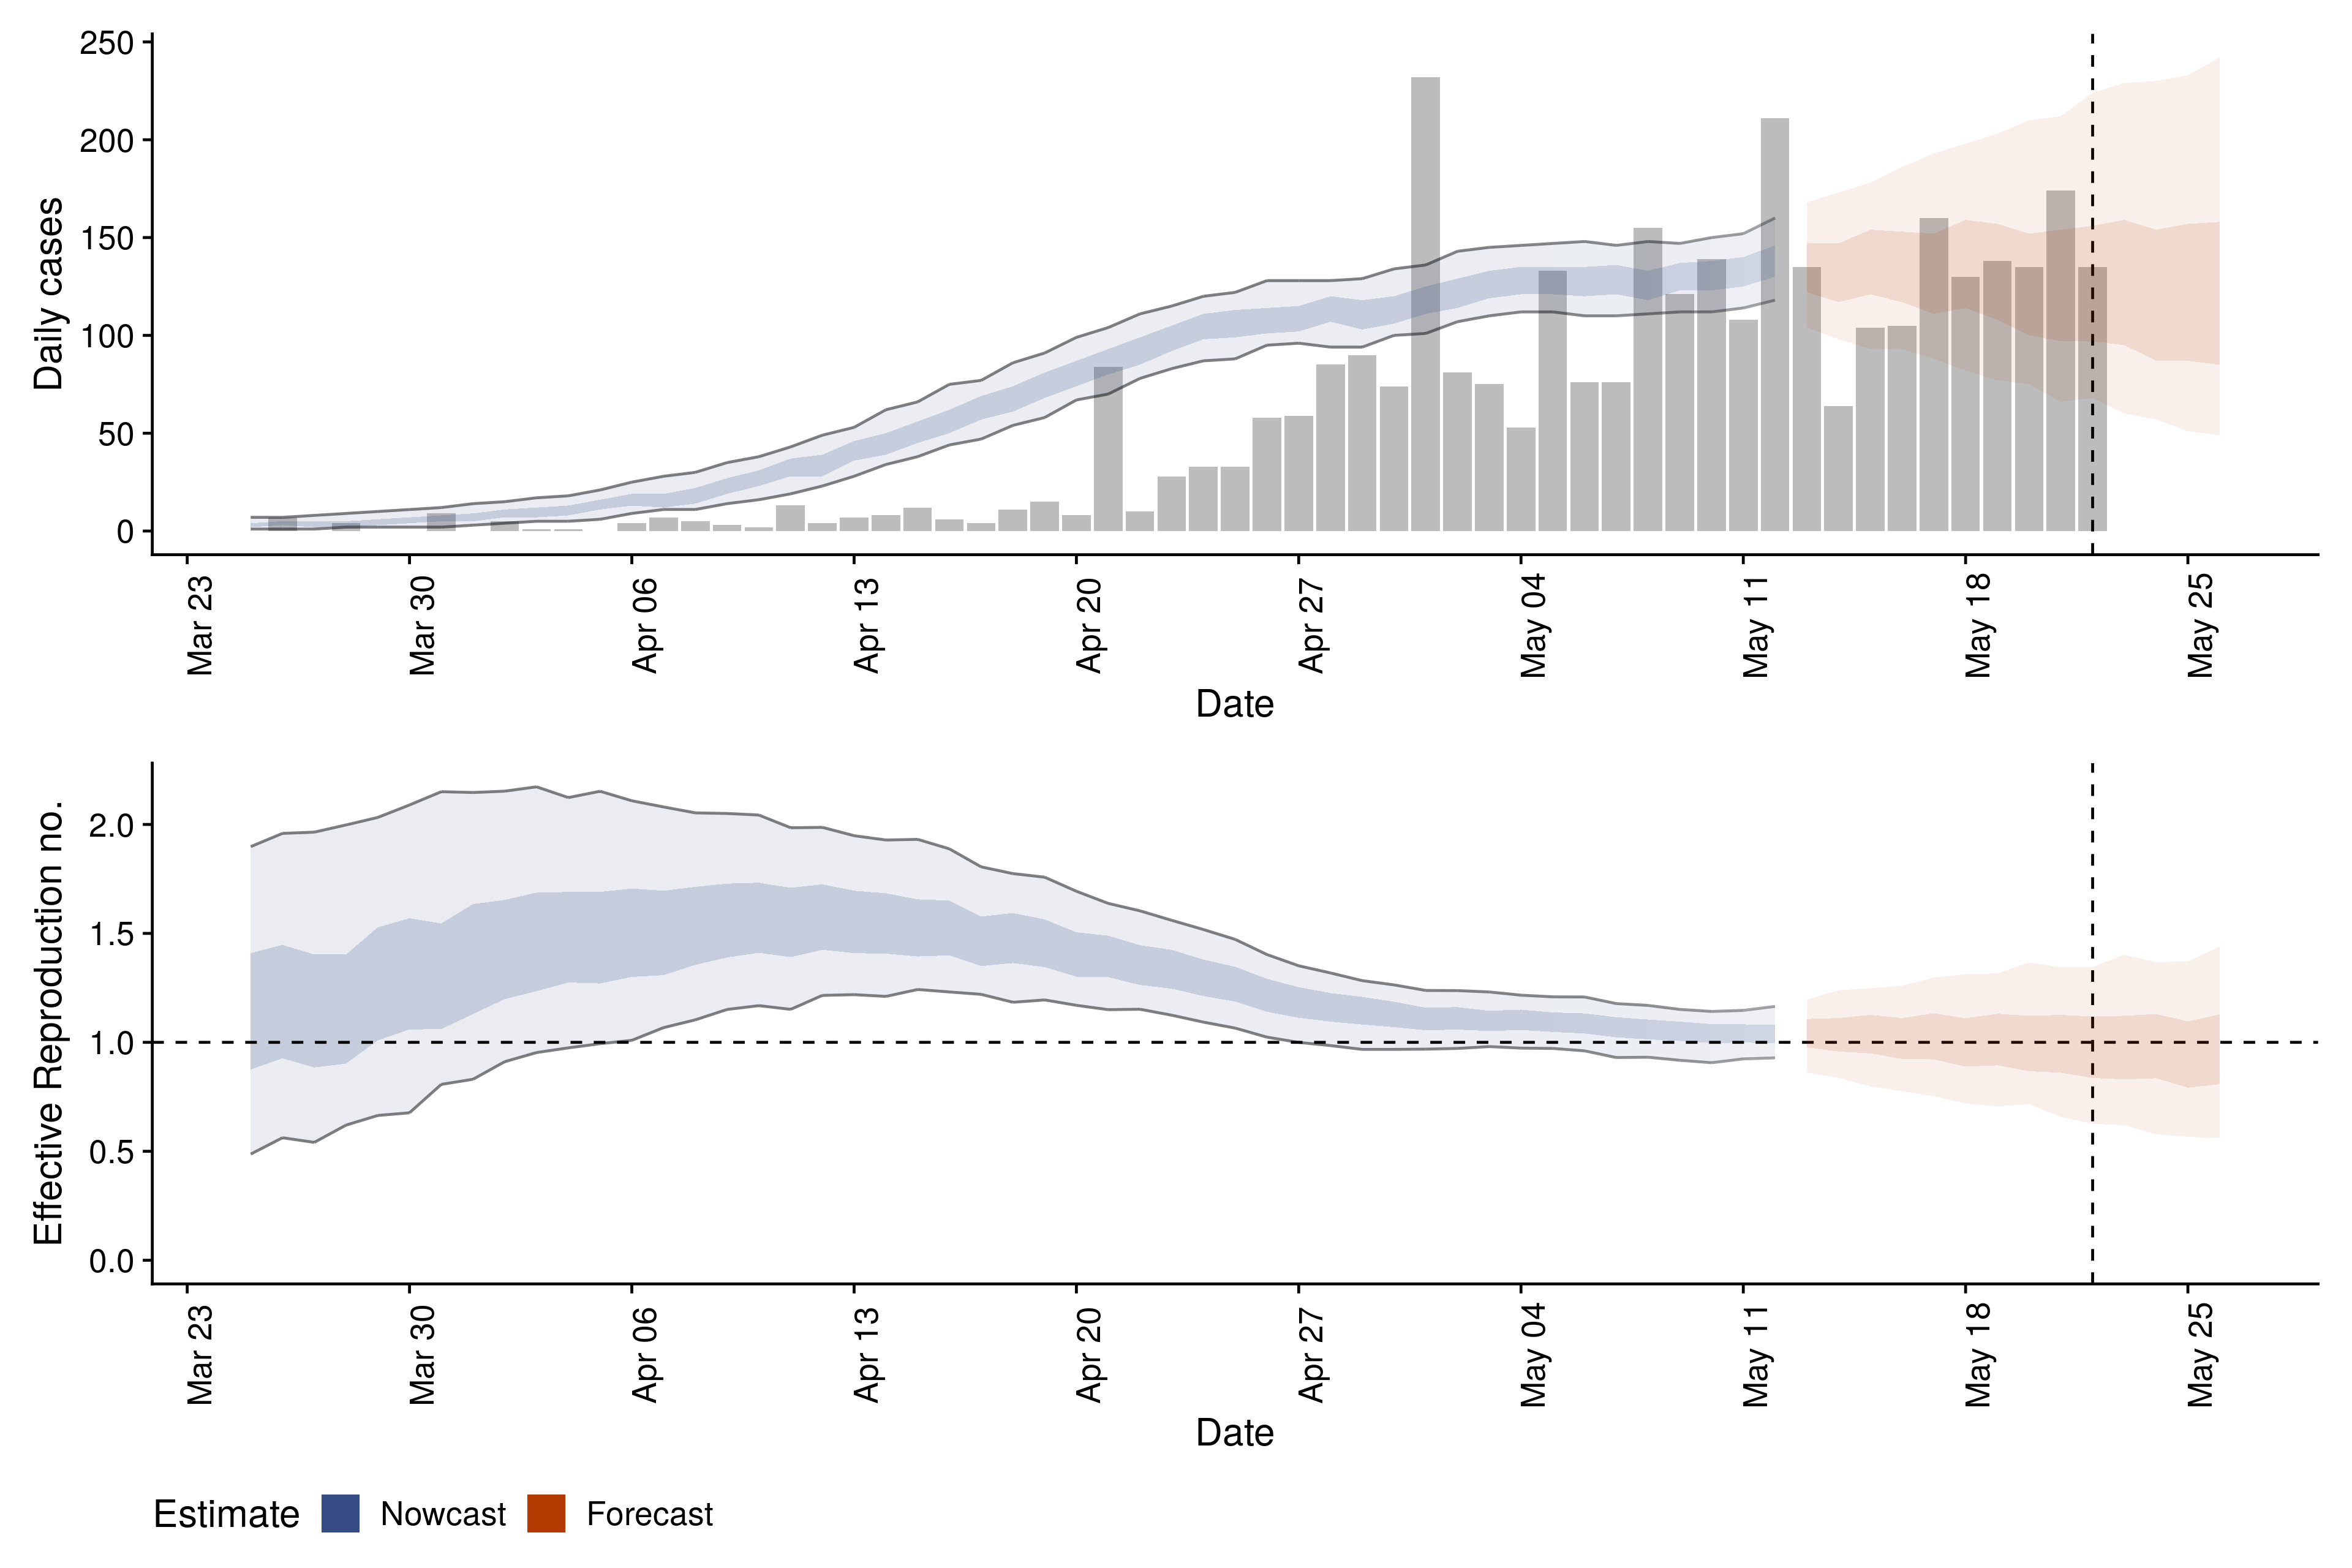 Daily cases
250
200
150
100
50
0
Mar 23
Mar 30
Apr 06
Apr 13
Apr 20
Apr 27
May 04
May 11
May 18
May 25
Date
Effective Reproduction no.
2.0
1.5
1.0
0.5
0.0
Mar 23
Mar 30
Apr 06
Apr 13
Apr 20
Apr 27
May 04
May 11
May 18
May 25
Date
Estimate Nowcast Forecast